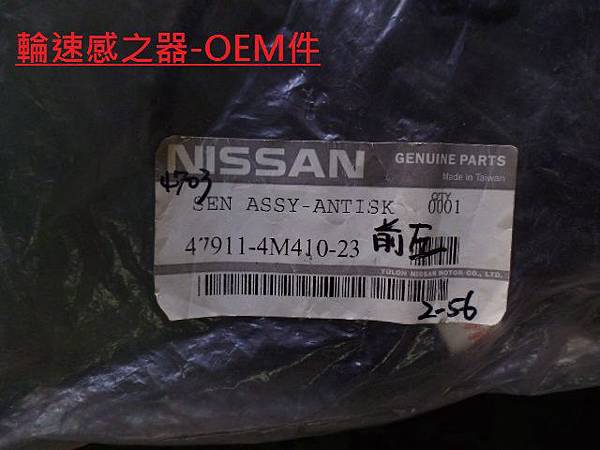 輪速感之器-OEM件
NISSAN GENUINE PARTS
Made in Taiwan
4703
SEN ASSY-ANTISK QTY 0001
47911-4M410-23 前左
YULON NISSAN MOTOR CO., LTD.
2-56